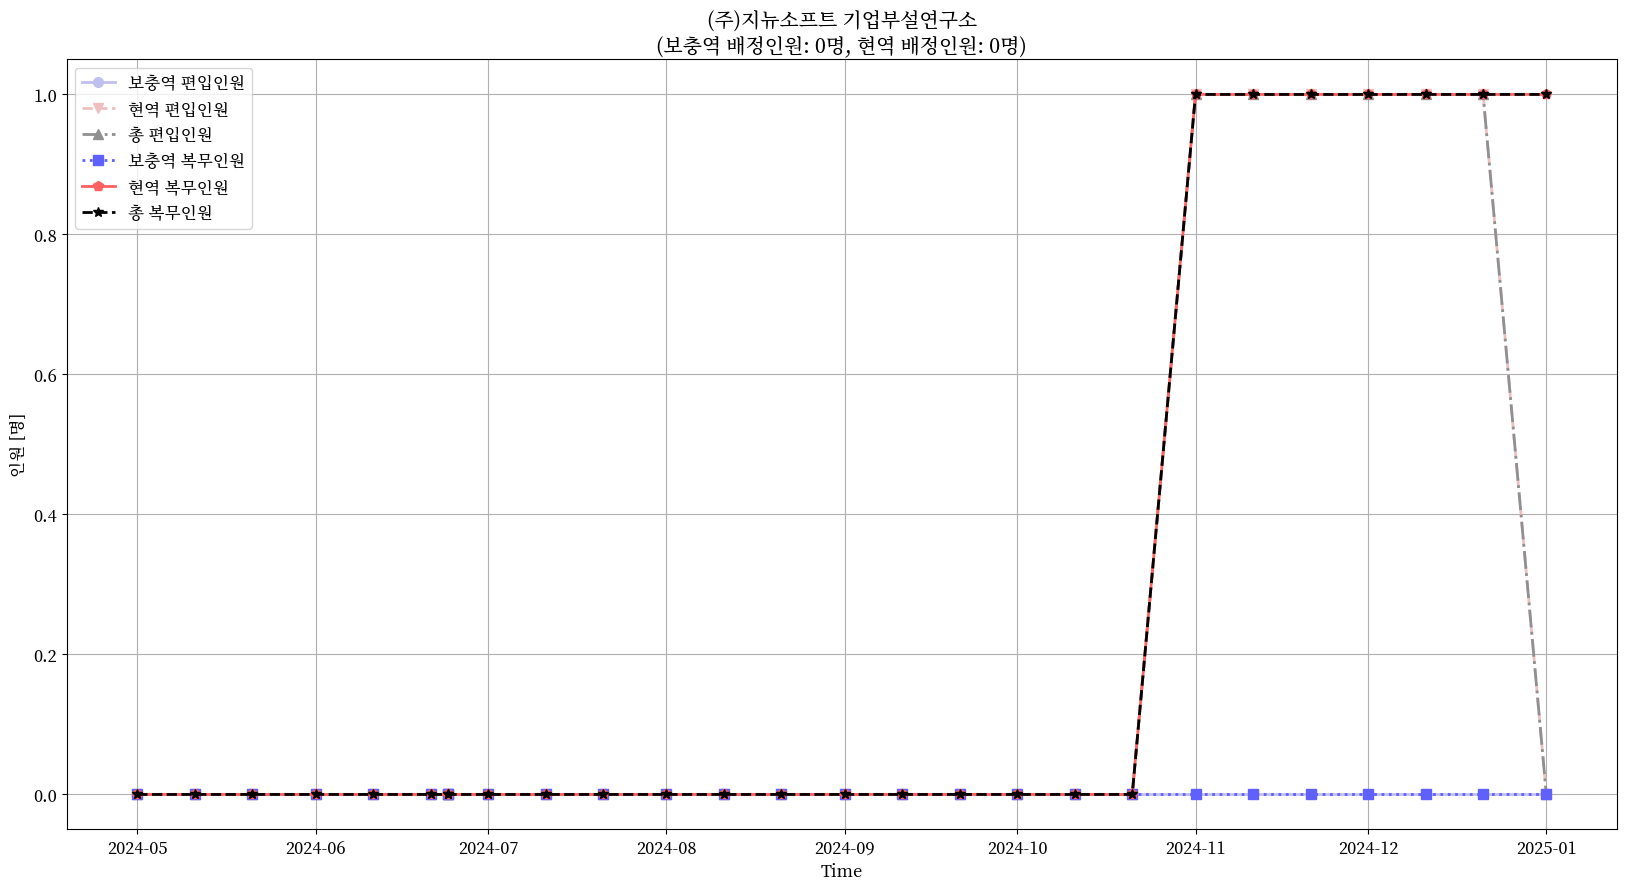 (주)지뉴소프트 기업부설연구소
(보충역 배정인원: 0명, 현역 배정인원: 0명)
보충역 편입인원
현역 편입인원
총 편입인원
보충역 복무인원
현역 복무인원
총 복무인원
인원 [명]
1.0
0.8
0.6
0.4
0.2
0.0
2024-05
2024-06
2024-07
2024-08
2024-09
2024-10
2024-11
2024-12
2025-01
Time